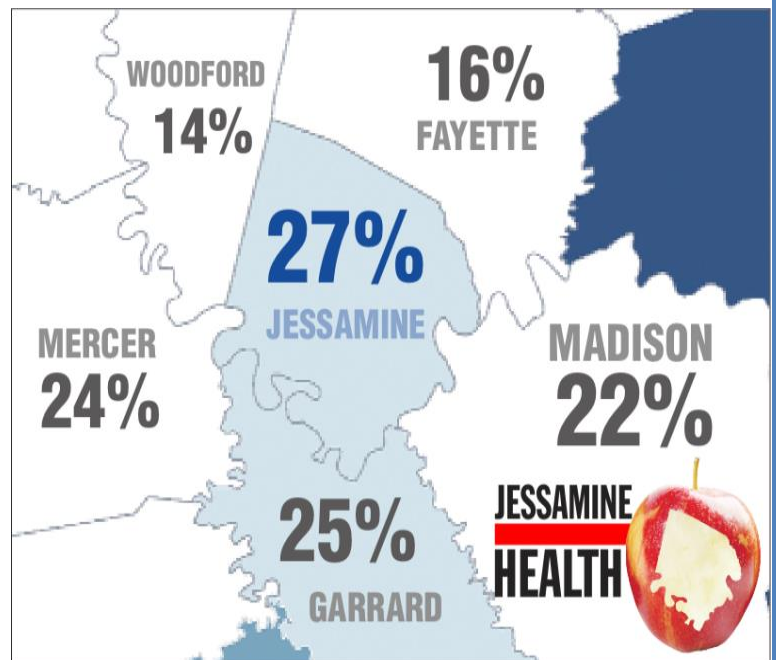 WOODFORD
14%
16%
FAYETTE
27%
JESSAMINE
MERCER
24%
MADISON
22%
25%
GARRARD
JESSAMINE
HEALTH